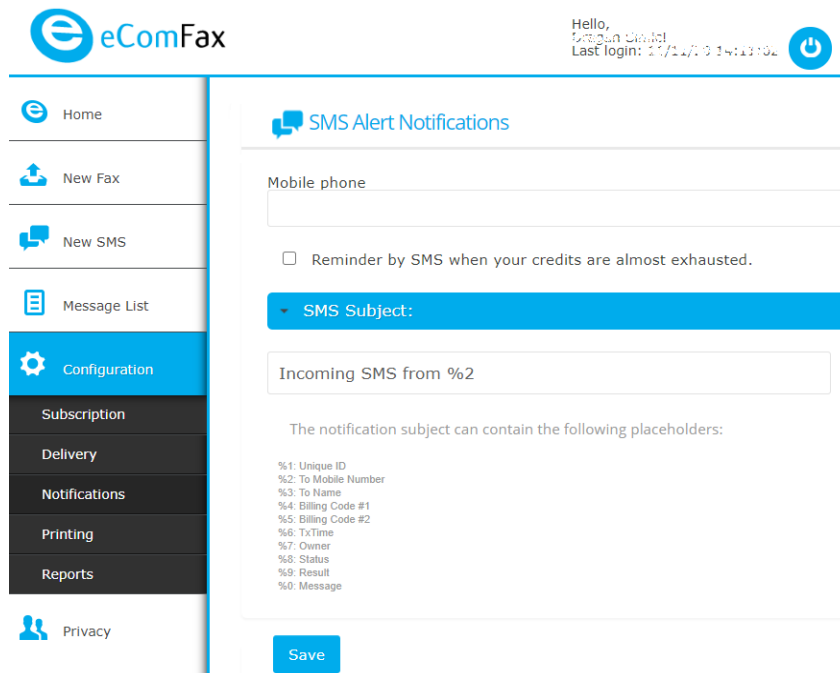 eComFax
Hello,
Last login:
Home
New Fax
New SMS
Message List
Configuration
Subscription
Delivery
Notifications
Printing
Reports
Privacy
SMS Alert Notifications
Mobile phone
Reminder by SMS when your credits are almost exhausted.
SMS Subject:
Incoming SMS from %2
The notification subject can contain the following placeholders:
%1: Unique ID
%2: To Mobile Number
%3: To Name
%4: Billing Code #1
%5: Billing Code #2
%6: TxTime
%7: Owner
%8: Status
%9: Result
%0: Message
Save